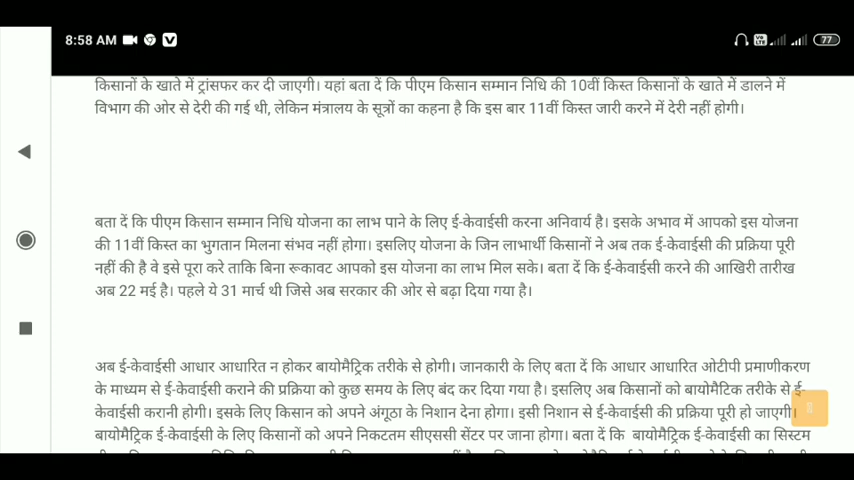 8:58 AM
77
किसानों के खाते में ट्रांसफर कर दी जाएगी। यहां बता दें कि पीएम किसान सम्मान निधि की 10वीं किस्त किसानों के खाते में डालने में
विभाग की ओर से देरी की गई थी, लेकिन मंत्रालय के सूत्रों का कहना है कि इस बार 11वीं किस्त जारी करने में देरी नहीं होगी।
बता दें कि पीएम किसान सम्मान निधि योजना का लाभ पाने के लिए ई-केवाईसी करना अनिवार्य है। इसके अभाव में आपको इस योजना
की 11वीं किस्त का भुगतान मिलना संभव नहीं होगा। इसलिए योजना के जिन लाभार्थी किसानों ने अब तक ई-केवाईसी की प्रक्रिया पूरी
नहीं की है वे इसे पूरा करे ताकि बिना रूकावट आपको इस योजना का लाभ मिल सके। बता दें कि ई-केवाईसी करने की आखिरी तारीख
अब 22 मई है। पहले ये 31 मार्च थी जिसे अब सरकार की ओर से बढ़ा दिया गया है।
अब ई-केवाईसी आधार आधारित न होकर बायोमैट्रिक तरीके से होगी। जानकारी के लिए बता दें कि आधार आधारित ओटीपी प्रमाणीकरण
के माध्यम से ई-केवाईसी कराने की प्रक्रिया को कुछ समय के लिए बंद कर दिया गया है। इसलिए अब किसानों को बायोमैटिक तरीके से ई-
केवाईसी करानी होगी। इसके लिए किसान को अपने अंगूठा के निशान देना होगा। इसी निशान से ई-केवाईसी की प्रक्रिया पूरी हो जाएगी।
बायोमैट्रिक ई-केवाईसी के लिए किसानों को अपने निकटतम सीएससी सेंटर पर जाना होगा। बता दें कि बायोमैट्रिक ई-केवाईसी का सिस्टम